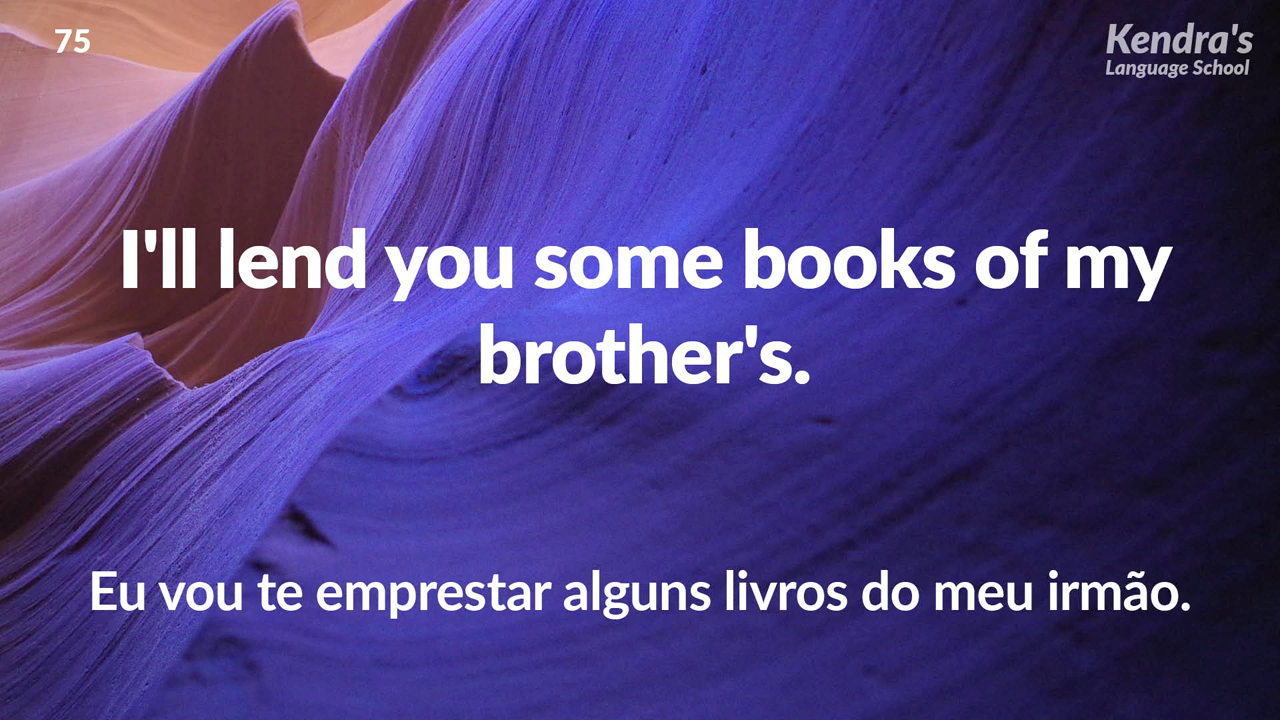 75
Kendra's
Language School
I'll lend you some books of my
brother's.
Eu vou te emprestar alguns livros do meu irmão.